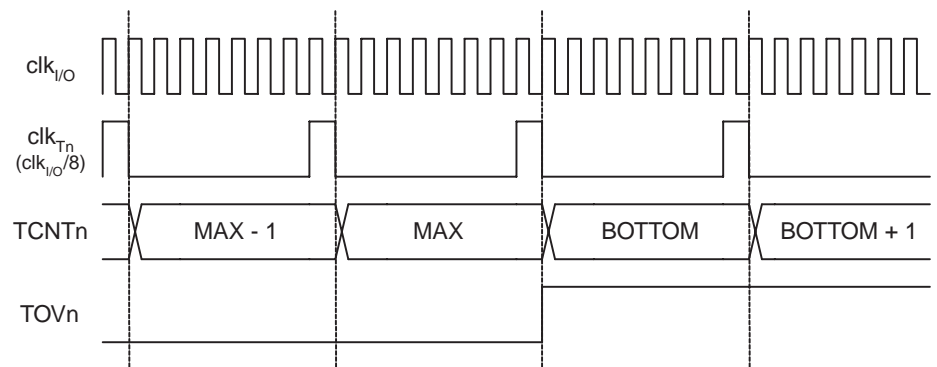 clkI/O
clkTn
(clkI/O/8)
TCNTn MAX - 1 MAX BOTTOM BOTTOM + 1
TOVn